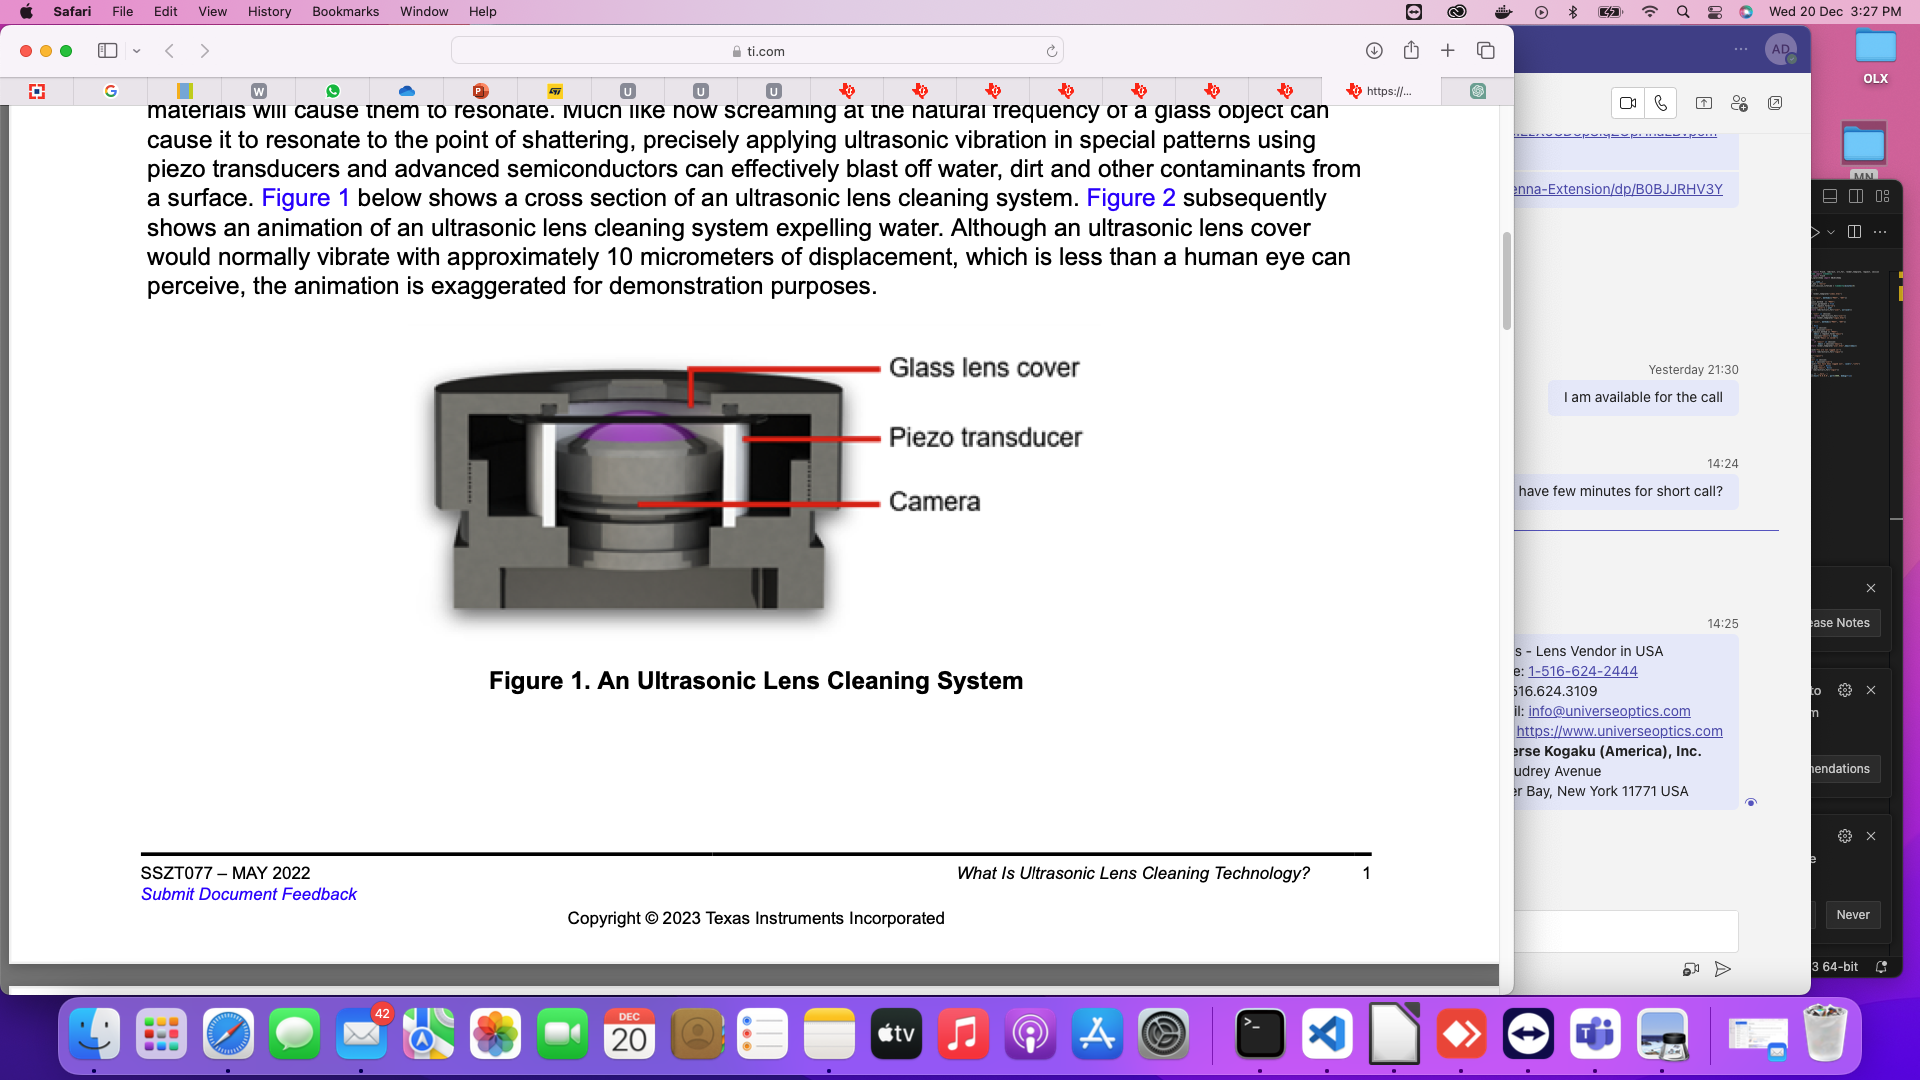 Safari File Edit View History Bookmarks Window Help
Wed 20 Dec 3:27 PM
ti.com
https://...
materials will cause them to resonate. Much like how screaming at the natural frequency of a glass object can
cause it to resonate to the point of shattering, precisely applying ultrasonic vibration in special patterns using
piezo transducers and advanced semiconductors can effectively blast off water, dirt and other contaminants from
a surface. Figure 1 below shows a cross section of an ultrasonic lens cleaning system. Figure 2 subsequently
shows an animation of an ultrasonic lens cleaning system expelling water. Although an ultrasonic lens cover
would normally vibrate with approximately 10 micrometers of displacement, which is less than a human eye can
perceive, the animation is exaggerated for demonstration purposes.
Glass lens cover
Piezo transducer
Camera
Figure 1. An Ultrasonic Lens Cleaning System
SSZT077 – MAY 2022
What Is Ultrasonic Lens Cleaning Technology?
1
Submit Document Feedback
Copyright © 2023 Texas Instruments Incorporated
AD
enna-Extension/dp/B0BJJRHV3Y
Yesterday 21:30
I am available for the call
14:24
have few minutes for short call?
14:25
s - Lens Vendor in USA
e: 1-516-624-2444
516.624.3109
il: info@universeoptics.com
https://www.universeoptics.com
erse Kogaku (America), Inc.
udrey Avenue
er Bay, New York 11771 USA
OLX
MN
ease Notes
to
m
endations
e
Never
3 64-bit
42
DEC
20
tv